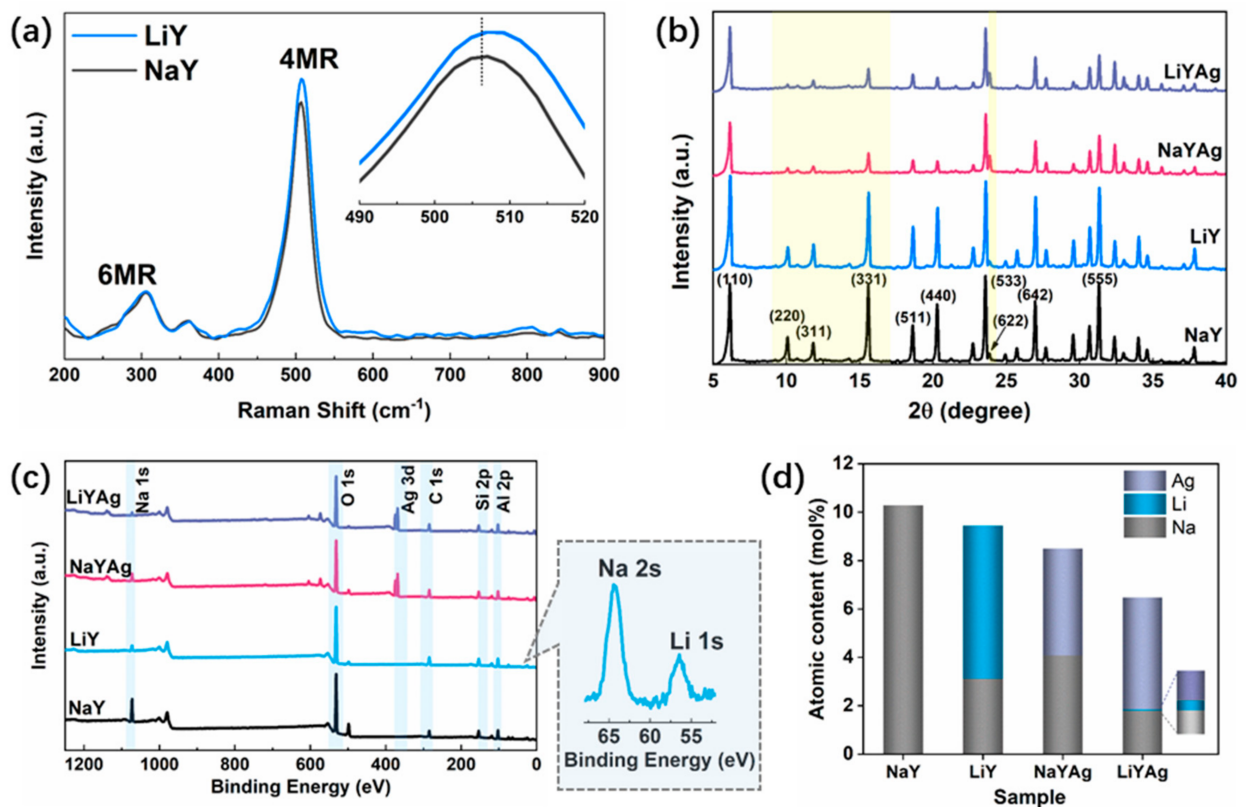 (a)
LiY
NaY
4MR
6MR
490 500 510 520
Intensity (a.u.)
200 300 400 500 600 700 800 900
Raman Shift (cm⁻¹)
(b)
LiYAg
NaYAg
LiY
NaY
(110)
(220)
(311)
(331)
(511)
(440)
(533)
(622)
(642)
(555)
Intensity (a.u.)
5 10 15 20 25 30 35 40
2θ (degree)
(c)
Na 1s
O 1s
Ag 3d
C 1s
Si 2p
Al 2p
LiYAg
NaYAg
LiY
NaY
Intensity (a.u.)
1200 1000 800 600 400 200 0
Binding Energy (eV)
Na 2s
Li 1s
65 60 55
Binding Energy (eV)
(d)
Ag
Li
Na
12
10
8
6
4
2
0
Atomic content (mol%)
NaY LiY NaYAg LiYAg
Sample